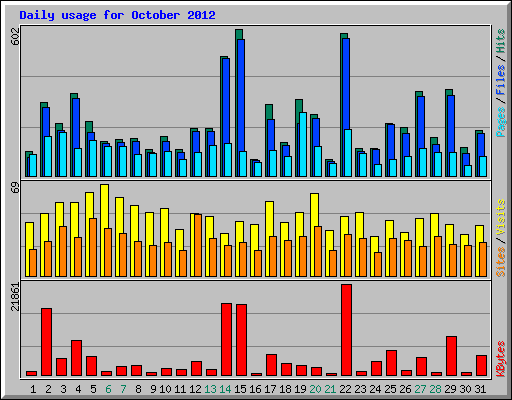 Daily usage for October 2012
602
Pages / Files / Hits
69
Sites / Visits
21861
KBytes
1 2 3 4 5 6 7 8 9 10 11 12 13 14 15 16 17 18 19 20 21 22 23 24 25 26 27 28 29 30 31